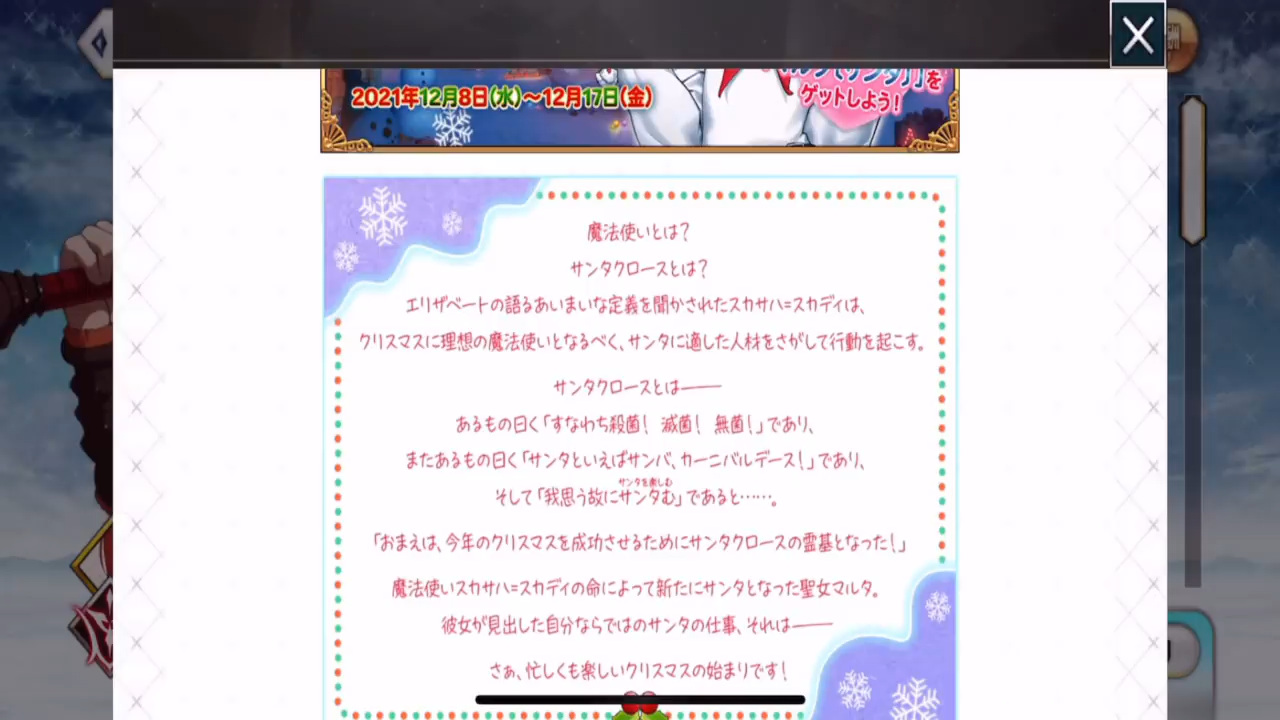 2021年12月8日(水)~12月17日(金)
を
ゲットしよう!
魔法使いとは?
サンタクロースとは?
エリザベートの語るあいまいな定義を聞かされたスカサハ=スカディは、
クリスマスに理想の魔法使いとなるべく、サンタに適した人材をさがして行動を起こす。
サンタクロースとは――
あるもの曰く「すなわち殺菌! 滅菌! 無菌!」であり、
またあるもの曰く「サンタといえばサンバ、カーニバルデース!」であり、
サンタを楽しむ
そして「我思う故にサンタむ」であると……。
「おまえは、今年のクリスマスを成功させるためにサンタクロースの霊基となった!」
魔法使いスカサハ=スカディの命によって新たにサンタとなった聖女マルタ。
彼女が見出した自分ならではのサンタの仕事、それは――
さぁ、忙しくも楽しいクリスマスの始まりです!